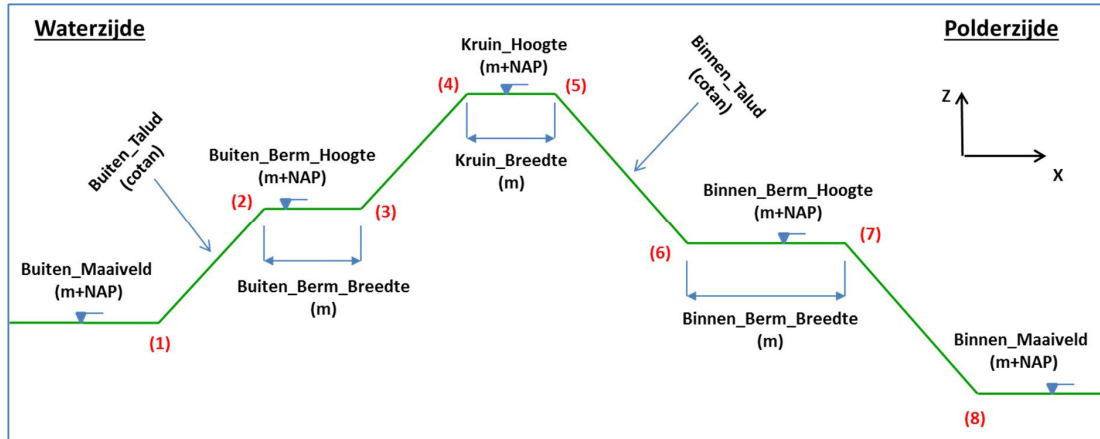 Waterzijde
Polderzijde
Kruin_Hoogte
(m+NAP)
(4)
(5)
Kruin_Breedte
(m)
Binnen_Talud
(cotan)
Z
X
Buiten_Talud
(cotan)
Buiten_Berm_Hoogte
(m+NAP)
(2)
(3)
Buiten_Berm_Breedte
(m)
Binnen_Berm_Hoogte
(m+NAP)
(6)
(7)
Binnen_Berm_Breedte
(m)
Buiten_Maaiveld
(m+NAP)
(1)
Binnen_Maaiveld
(m+NAP)
(8)